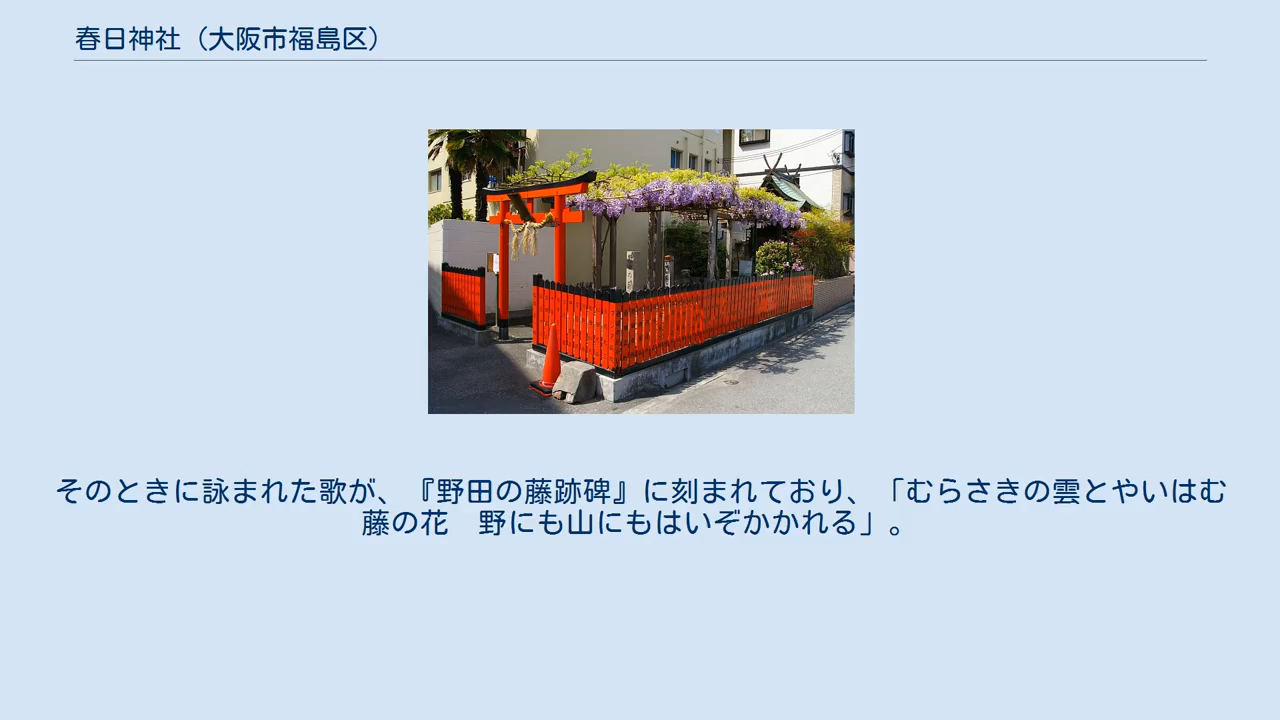 春日神社（大阪市福島区）
そのときに詠まれた歌が、『野田の藤跡碑』に刻まれており、「むらさきの雲とやいはむ
藤の花　野にも山にもはいぞかかれる」。